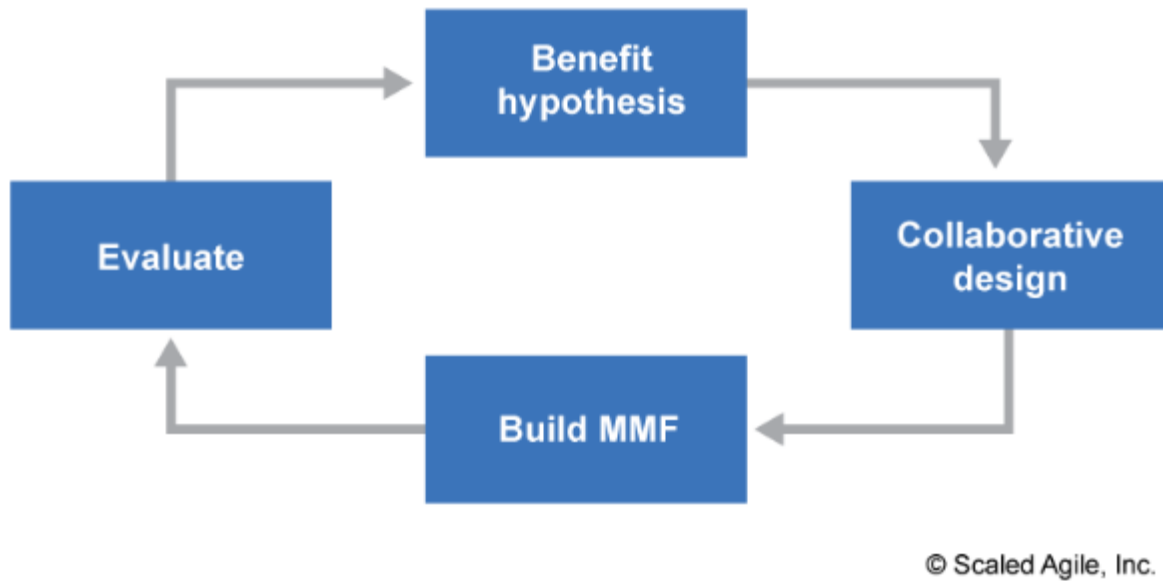 Benefit
hypothesis
Collaborative
design
Build MMF
Evaluate
© Scaled Agile, Inc.